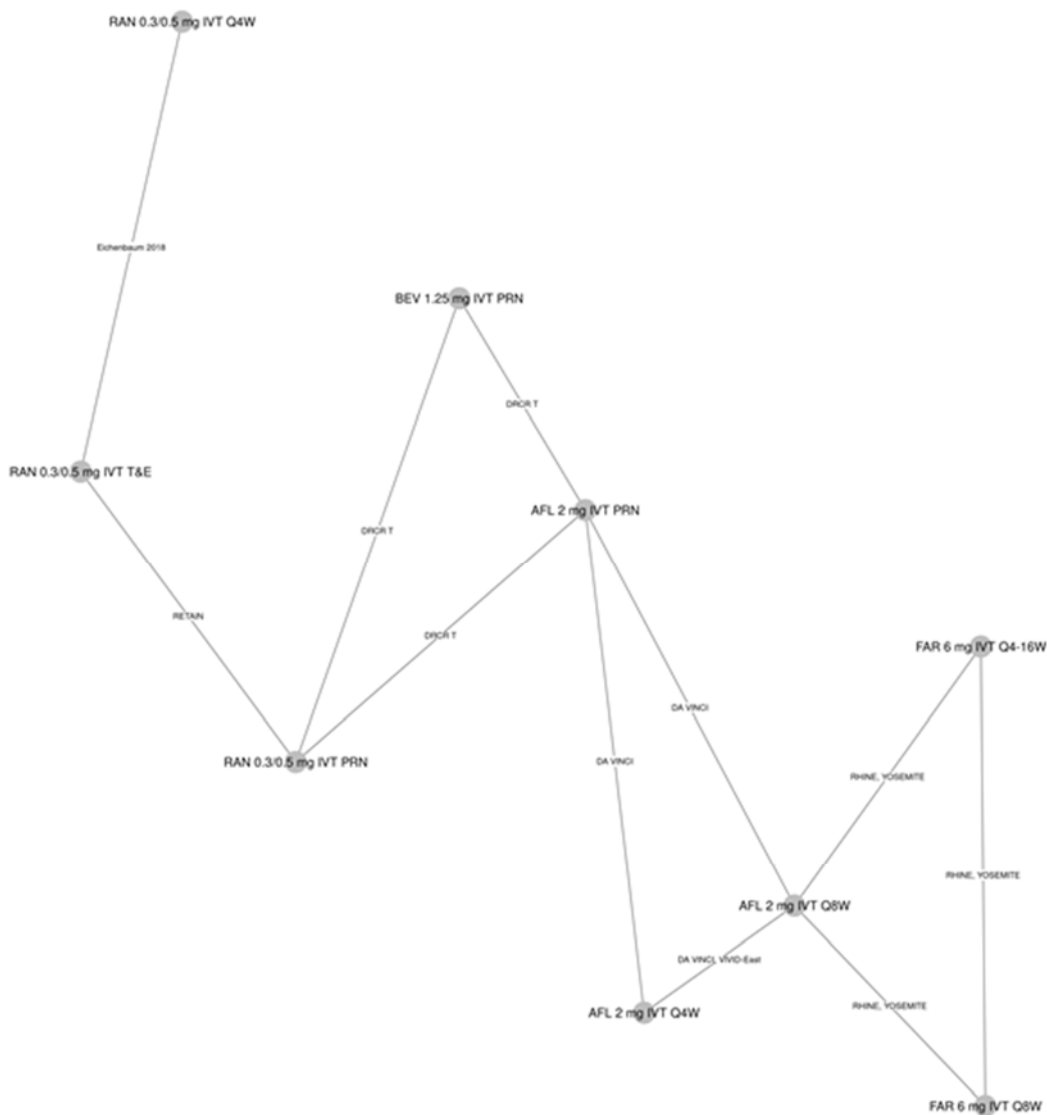 RAN 0.3/0.5 mg IVT Q4W
Eichenbaum 2018
BEV 1.25 mg IVT PRN
DRCR T
RAN 0.3/0.5 mg IVT T&E
AFL 2 mg IVT PRN
DRCR T
RETAIN
DRCR T
FAR 6 mg IVT Q4-16W
DA VINCI
RAN 0.3/0.5 mg IVT PRN
DA VINCI
RHINE, YOSEMITE
RHINE, YOSEMITE
AFL 2 mg IVT Q8W
DA VINCI, VIVID-East
RHINE, YOSEMITE
AFL 2 mg IVT Q4W
FAR 6 mg IVT Q8W